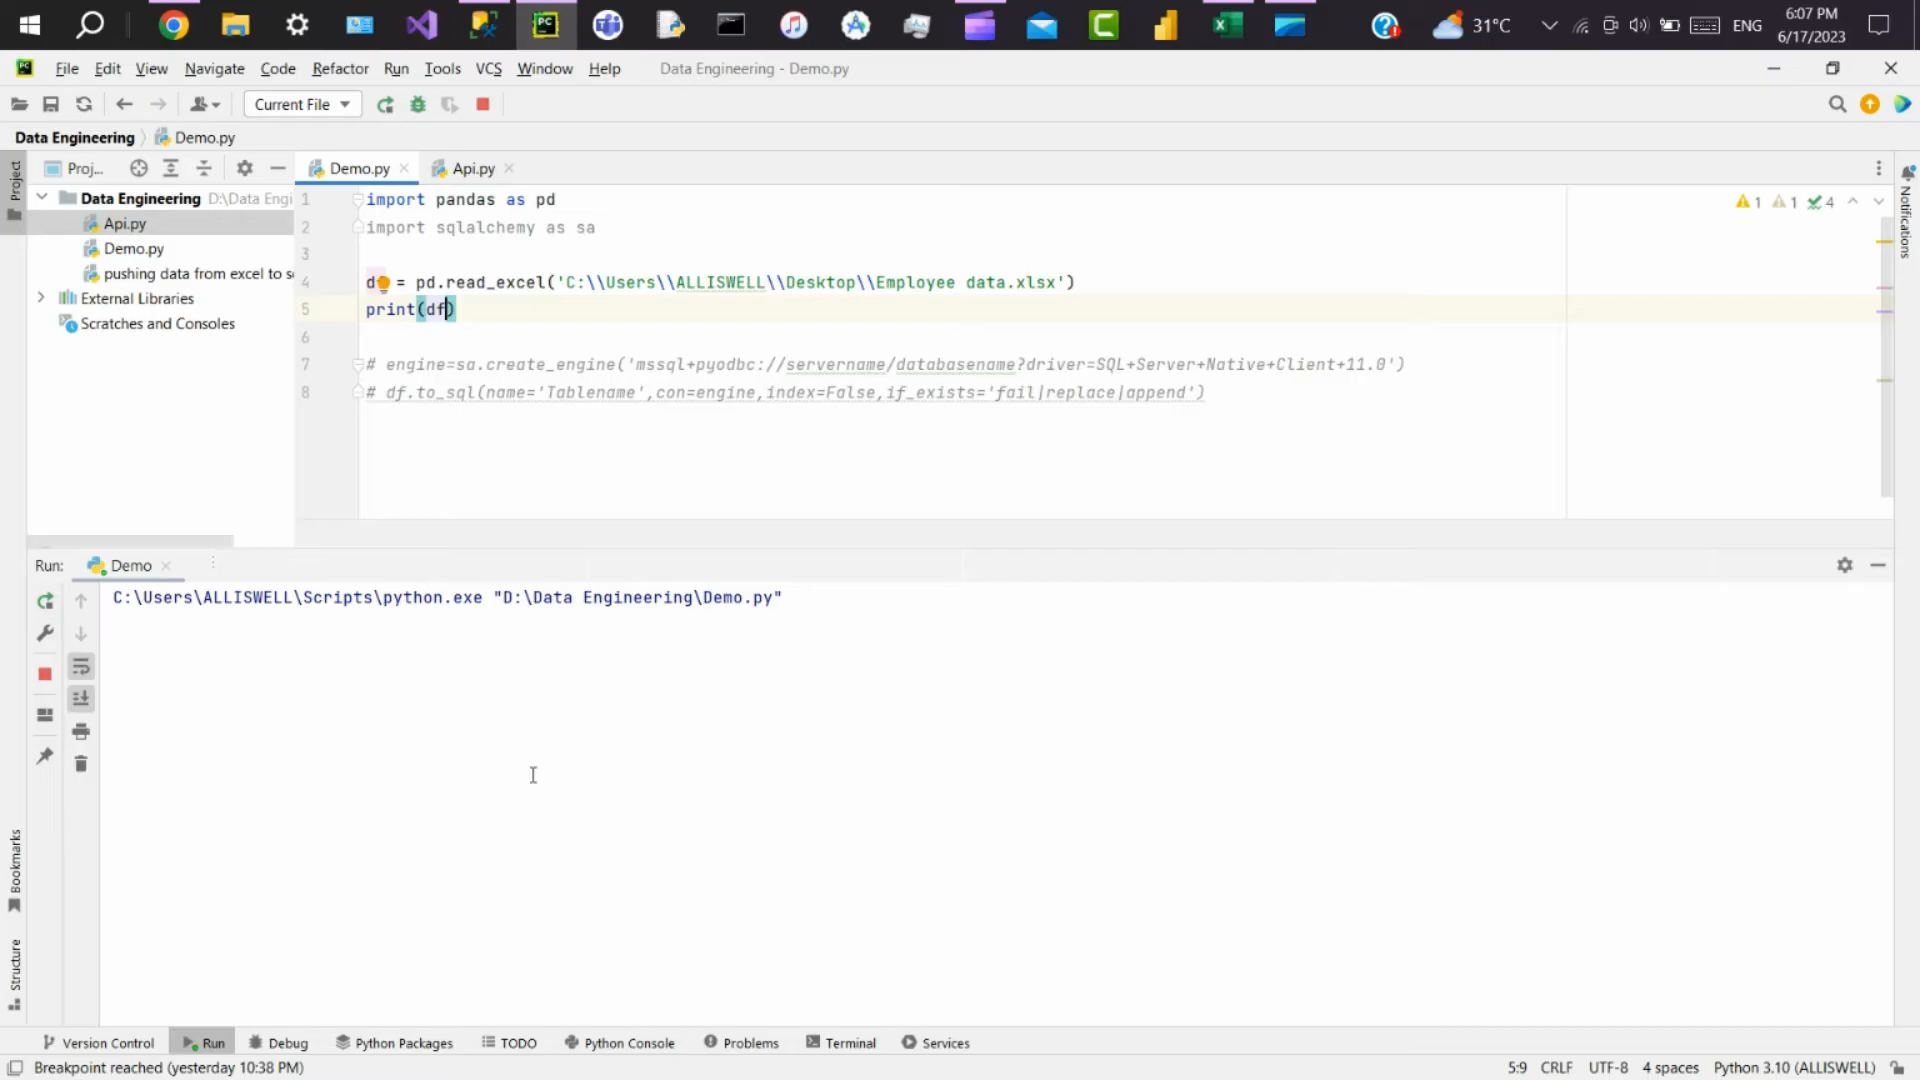 31°C
ENG
6:07 PM
6/17/2023
File Edit View Navigate Code Refactor Run Tools VCS Window Help Data Engineering - Demo.py
Current File
Data Engineering Demo.py
Proj... Demo.py Api.py
Project
Data Engineering D:\Data Engi
Api.py
Demo.py
pushing data from excel to s
External Libraries
Scratches and Consoles
1 import pandas as pd
2 import sqlalchemy as sa
3
4 d = pd.read_excel('C:\\Users\\ALLISWELL\\Desktop\\Employee data.xlsx')
5 print(df)
6
7 # engine=sa.create_engine('mssql+pyodbc://servername/databasename?driver=SQL+Server+Native+Client+11.0')
8 # df.to_sql(name='Tablename',con=engine,index=False,if_exists='fail|replace|append')
1 1 4
Notifications
Run: Demo
C:\Users\ALLISWELL\Scripts\python.exe "D:\Data Engineering\Demo.py"
Bookmarks
Structure
Version Control Run Debug Python Packages TODO Python Console Problems Terminal Services
Breakpoint reached (yesterday 10:38 PM) 5:9 CRLF UTF-8 4 spaces Python 3.10 (ALLISWELL)